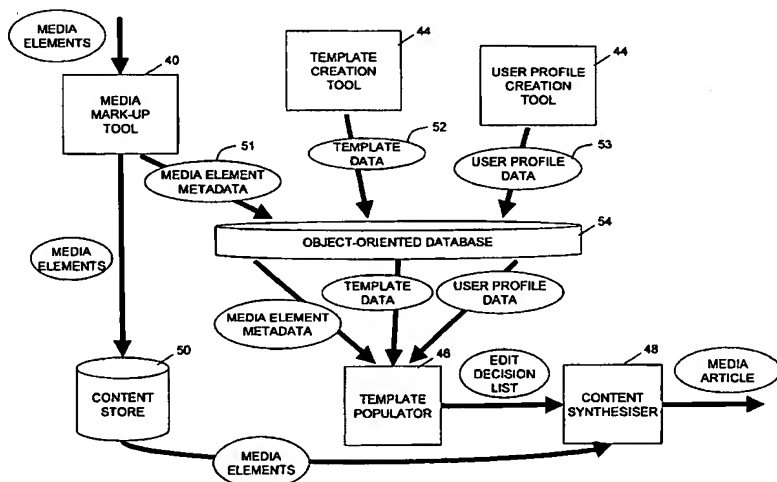 MEDIA
ELEMENTS
40
MEDIA
MARK-UP
TOOL
44
TEMPLATE
CREATION
TOOL
44
USER PROFILE
CREATION
TOOL
51
MEDIA ELEMENT
METADATA
52
TEMPLATE
DATA
53
USER PROFILE
DATA
54
OBJECT-ORIENTED DATABASE
MEDIA
ELEMENTS
MEDIA ELEMENT
METADATA
TEMPLATE
DATA
USER PROFILE
DATA
50
CONTENT
STORE
46
TEMPLATE
POPULATOR
EDIT
DECISION
LIST
48
CONTENT
SYNTHESISER
MEDIA
ARTICLE
MEDIA
ELEMENTS